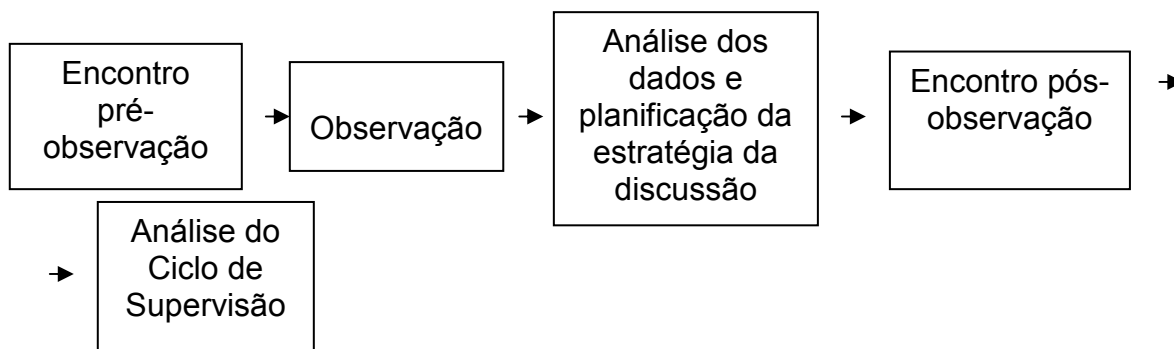 Encontro
pré-
observação
Observação
Análise dos
dados e
planificação da
estratégia da
discussão
Encontro pós-
observação
Análise do
Ciclo de
Supervisão